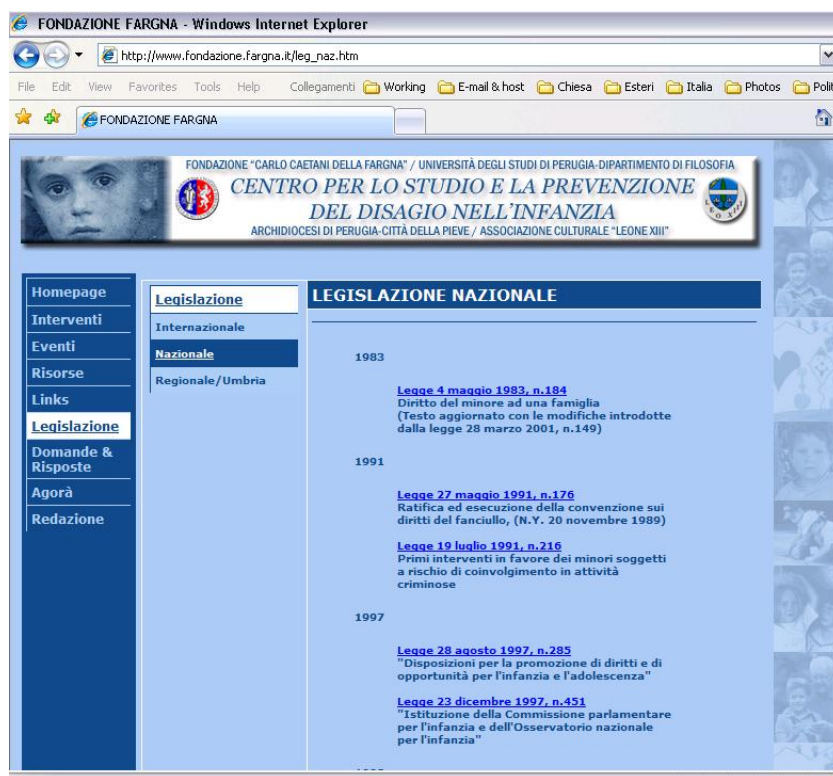 FONDAZIONE FARGNA - Windows Internet Explorer
http://www.fondazione.fargna.it/leg_naz.htm
File Edit View Favorites Tools Help Collegamenti Working E-mail & host Chiesa Esteri Italia Photos Polit
FONDAZIONE FARGNA
FONDAZIONE "CARLO CAETANI DELLA FARGNA" / UNIVERSITÀ DEGLI STUDI DI PERUGIA-DIPARTIMENTO DI FILOSOFIA
CENTRO PER LO STUDIO E LA PREVENZIONE
DEL DISAGIO NELL'INFANZIA
ARCHIDIOCESI DI PERUGIA-CITTÀ DELLA PIEVE / ASSOCIAZIONE CULTURALE "LEONE XIII"
LEO XIII
Homepage
Interventi
Eventi
Risorse
Links
Legislazione
Domande &
Risposte
Agorà
Redazione
Legislazione
Internazionale
Nazionale
Regionale/Umbria
LEGISLAZIONE NAZIONALE
1983
Legge 4 maggio 1983, n.184
Diritto del minore ad una famiglia
(Testo aggiornato con le modifiche introdotte
dalla legge 28 marzo 2001, n.149)
1991
Legge 27 maggio 1991, n.176
Ratifica ed esecuzione della convenzione sui
diritti del fanciullo, (N.Y. 20 novembre 1989)
Legge 19 luglio 1991, n.216
Primi interventi in favore dei minori soggetti
a rischio di coinvolgimento in attività
criminose
1997
Legge 28 agosto 1997, n.285
"Disposizioni per la promozione di diritti e di
opportunità per l'infanzia e l'adolescenza"
Legge 23 dicembre 1997, n.451
"Istituzione della Commissione parlamentare
per l'infanzia e dell'Osservatorio nazionale
per l'infanzia"